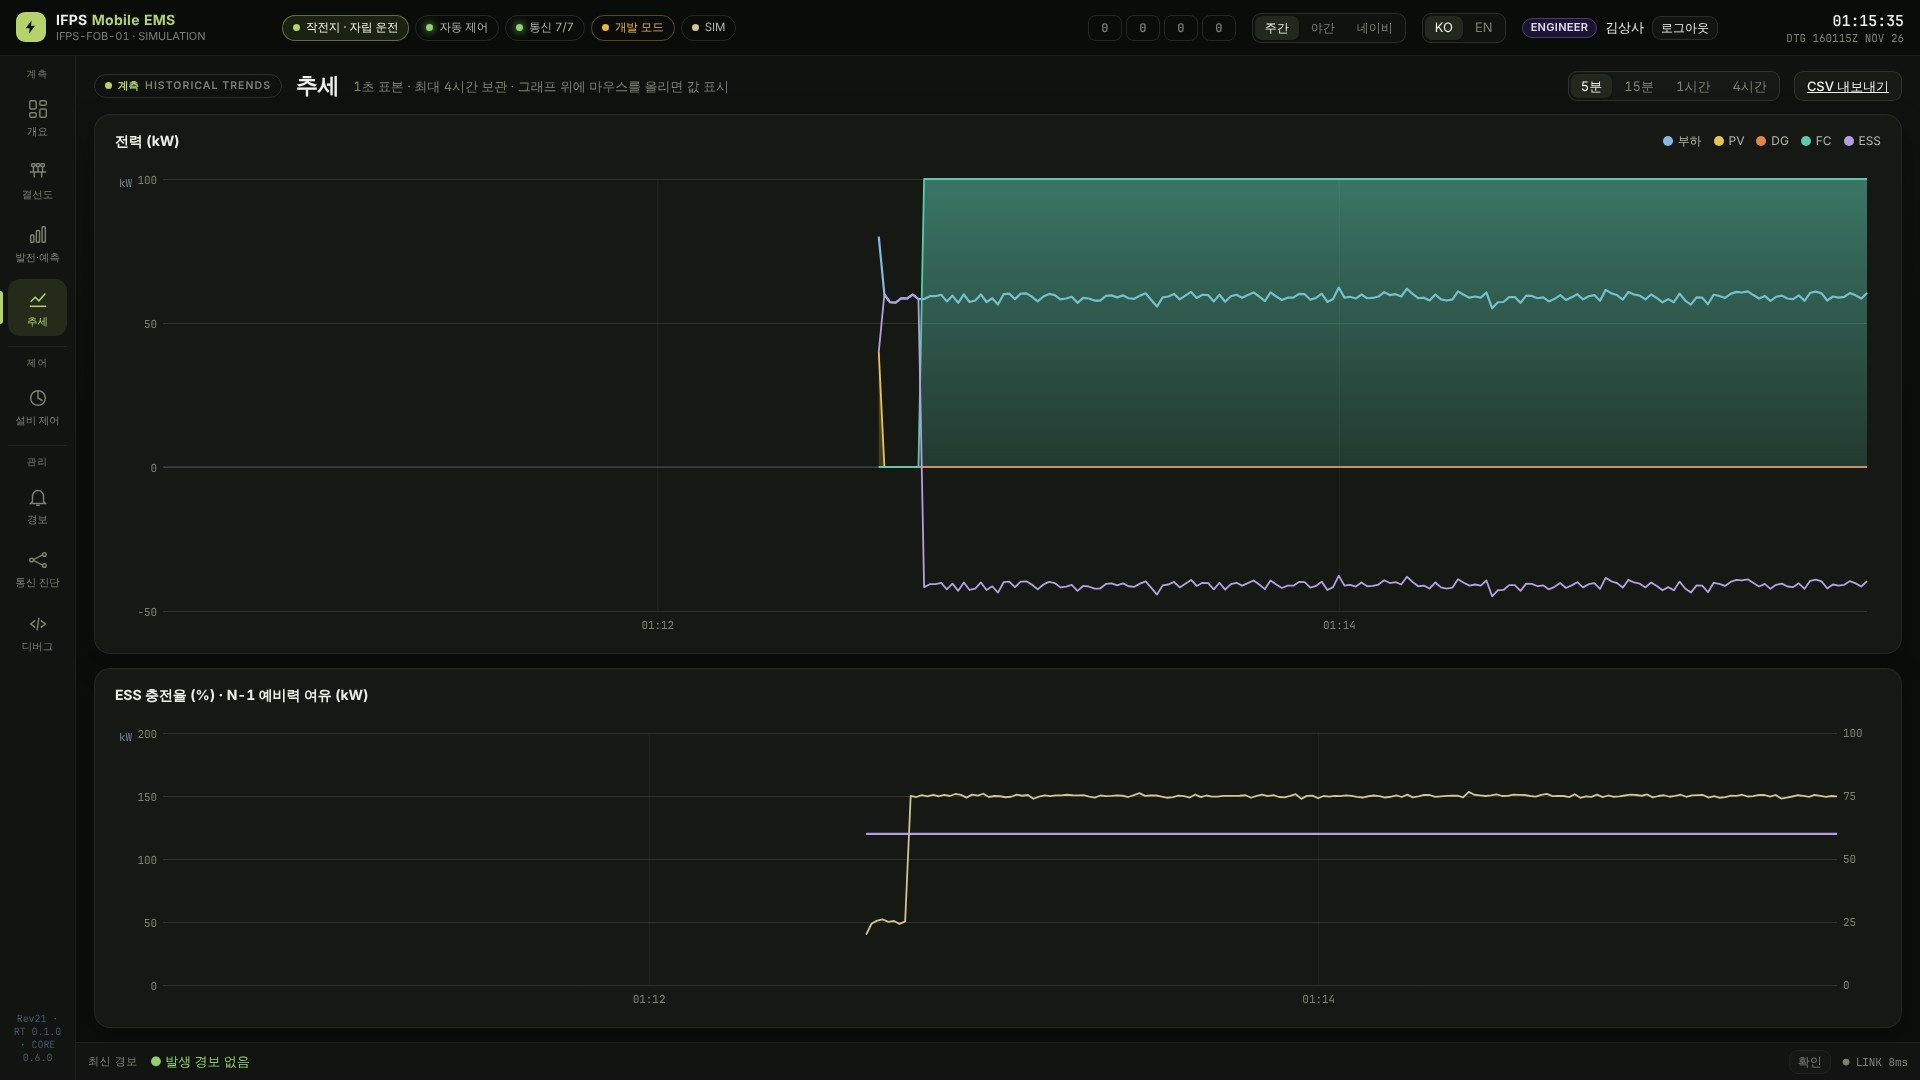 IFPS Mobile EMS
IFPS-FOB-01 · SIMULATION
작전지 · 자립 운전
자동 제어
통신 7/7
개발 모드
SIM
0 0 0 0
주간 야간 네이비
KO EN
ENGINEER 김상사 로그아웃
01:15:35
DTG 160115Z NOV 26
계측
개요
결선도
발전·예측
추세
제어
설비 제어
관리
경보
통신 진단
디버그
Rev21 ·
RT 0.1.0
· CORE
0.6.0
계측 HISTORICAL TRENDS
추세
1초 표본 · 최대 4시간 보관 · 그래프 위에 마우스를 올리면 값 표시
5분 15분 1시간 4시간
CSV 내보내기
전력 (kW)
부하 PV DG FC ESS
kW 100
50
0
-50
01:12 01:14
ESS 충전율 (%) · N-1 예비력 여유 (kW)
kW 200 100
150 75
100 50
50 25
0 0
01:12 01:14
최신 경보 발생 경보 없음
확인 LINK 8ms